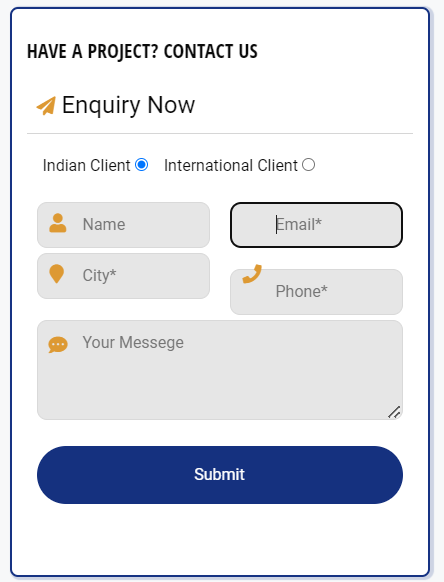 HAVE A PROJECT? CONTACT US
Enquiry Now
Indian Client International Client
Name Email*
City* Phone*
Your Messege
Submit